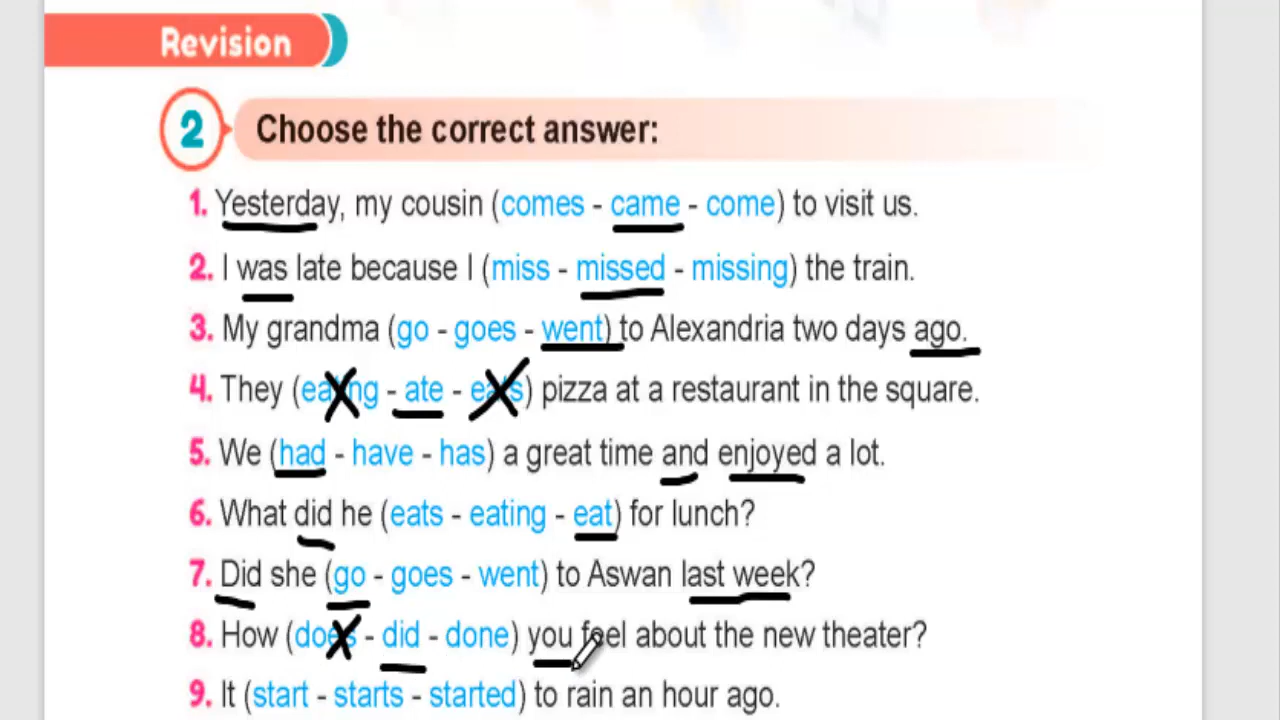 Revision
2 Choose the correct answer:
1. Yesterday, my cousin (comes - came - come) to visit us.
2. I was late because I (miss - missed - missing) the train.
3. My grandma (go - goes - went) to Alexandria two days ago.
4. They (eating - ate - eats) pizza at a restaurant in the square.
5. We (had - have - has) a great time and enjoyed a lot.
6. What did he (eats - eating - eat) for lunch?
7. Did she (go - goes - went) to Aswan last week?
8. How (does - did - done) you feel about the new theater?
9. It (start - starts - started) to rain an hour ago.